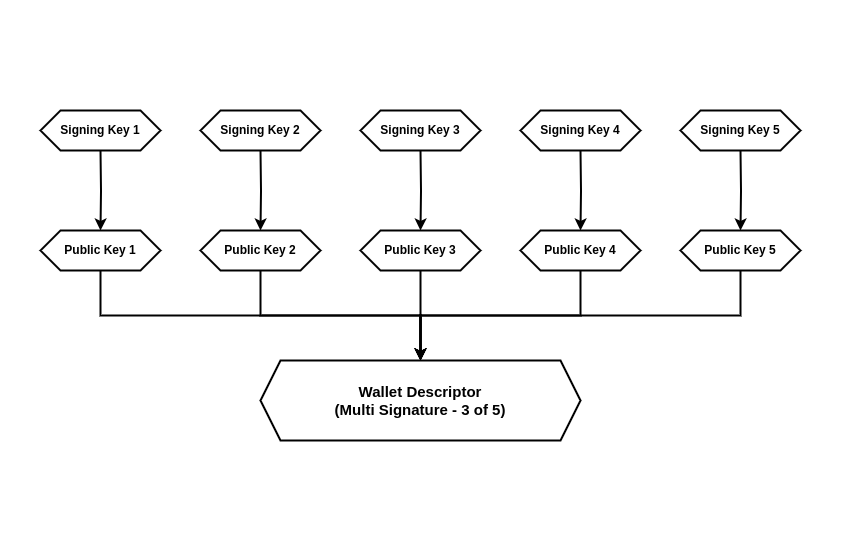 Signing Key 1
Signing Key 2
Signing Key 3
Signing Key 4
Signing Key 5
Public Key 1
Public Key 2
Public Key 3
Public Key 4
Public Key 5
Wallet Descriptor
(Multi Signature - 3 of 5)